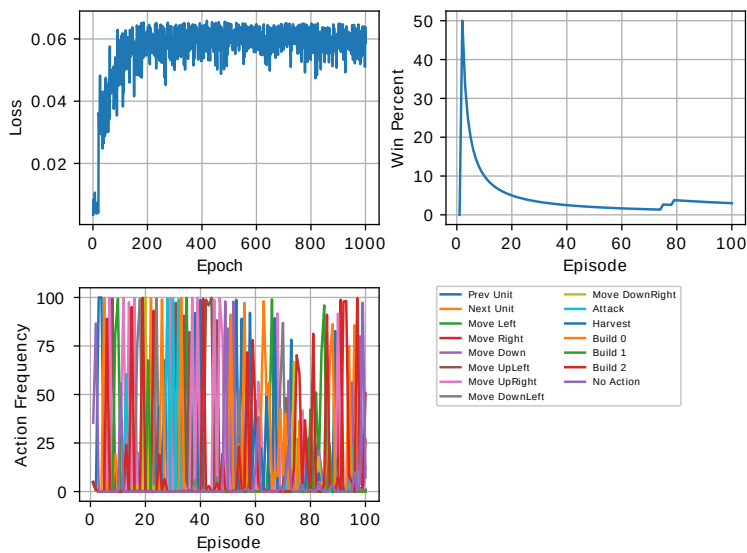 0.06
0.04
0.02
Loss
0 200 400 600 800 1000
Epoch
50
40
30
20
10
0
Win Percent
0 20 40 60 80 100
Episode
100
75
50
25
0
Action Frequency
0 20 40 60 80 100
Episode
Prev Unit
Next Unit
Move Left
Move Right
Move Down
Move UpLeft
Move UpRight
Move DownLeft
Move DownRight
Attack
Harvest
Build 0
Build 1
Build 2
No Action